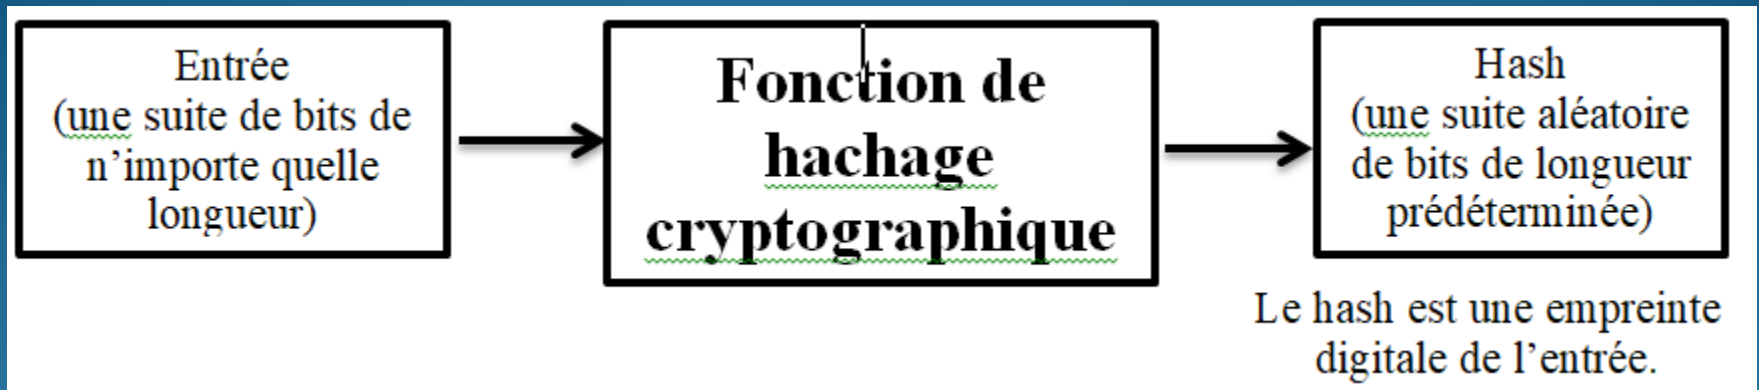 Entrée
(une suite de bits de
n’importe quelle
longueur)
Fonction de
hachage
cryptographique
Hash
(une suite aléatoire
de bits de longueur
prédéterminée)
Le hash est une empreinte
digitale de l’entrée.